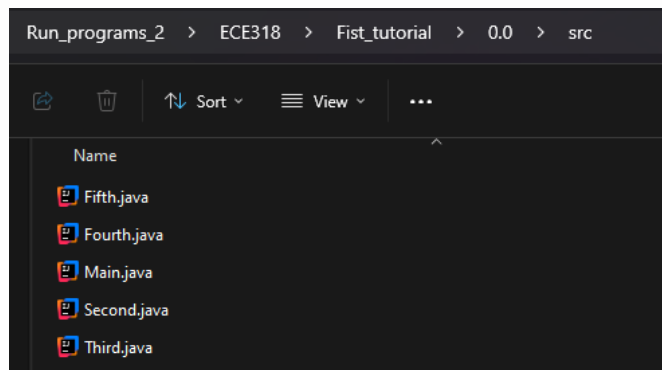 Run_programs_2 > ECE318 > Fist_tutorial > 0.0 > src
Sort View
Name
Fifth.java
Fourth.java
Main.java
Second.java
Third.java